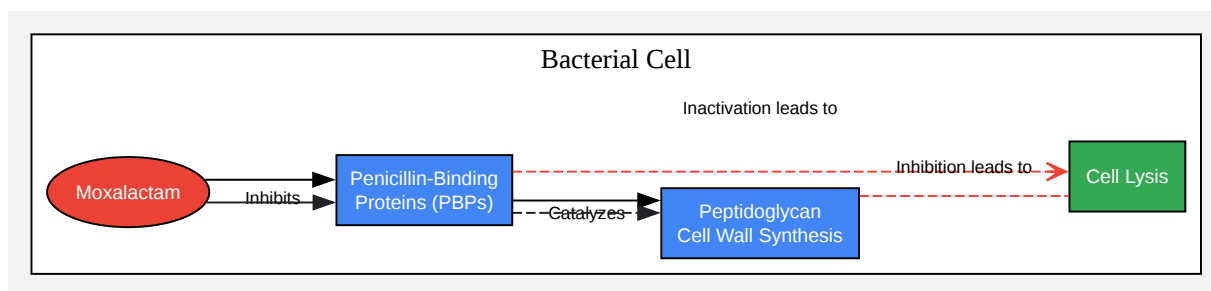 Bacterial Cell
Inactivation leads to
Inhibition leads to
Moxalactam
Inhibits
Penicillin-Binding
Proteins (PBPs)
Catalyzes
Peptidoglycan
Cell Wall Synthesis
Cell Lysis